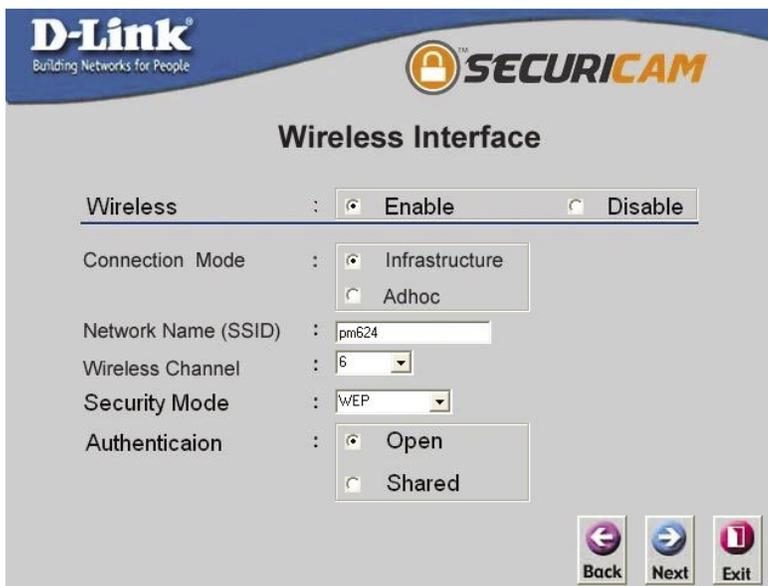 D-Link®
Building Networks for People
™
SECURICAM
Wireless Interface
Wireless : Enable Disable
Connection Mode : Infrastructure
Adhoc
Network Name (SSID) : pm624
Wireless Channel : 6
Security Mode : WEP
Authenticaion : Open
Shared
Back Next Exit